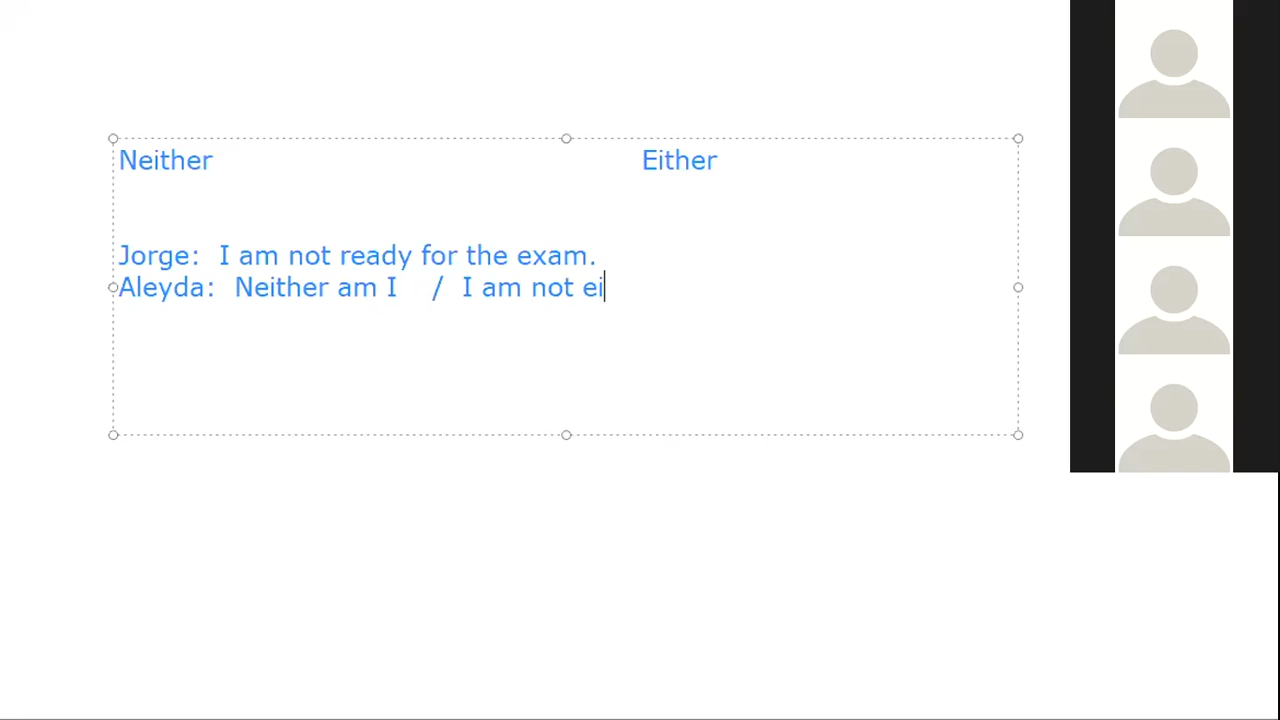 Neither Either
Jorge: I am not ready for the exam.
Aleyda: Neither am I / I am not ei